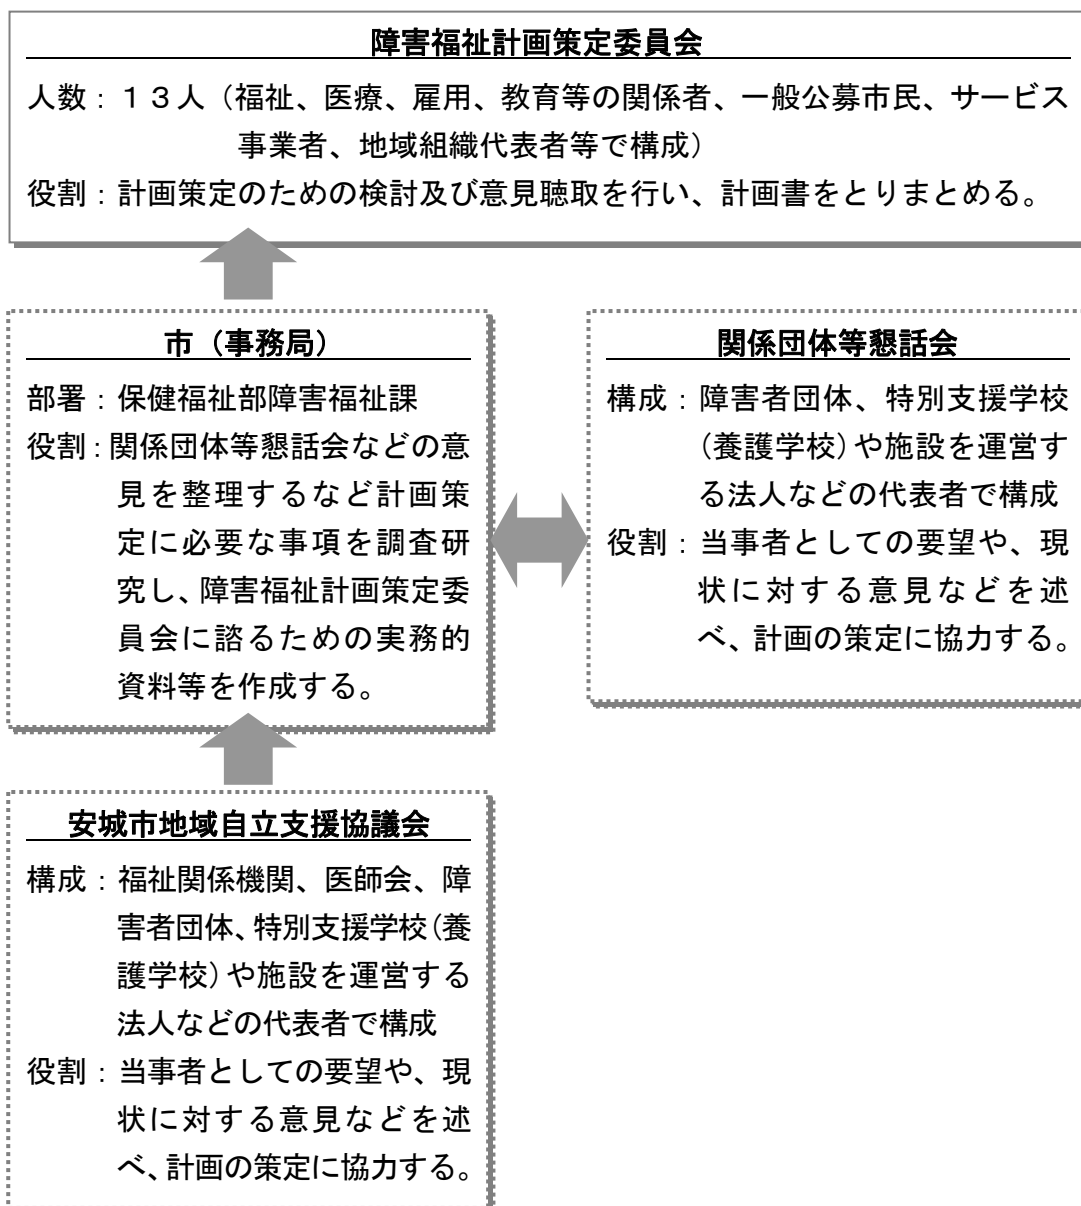 障害福祉計画策定委員会
人数：１３人（福祉、医療、雇用、教育等の関係者、一般公募市民、サービス
事業者、地域組織代表者等で構成）
役割：計画策定のための検討及び意見聴取を行い、計画書をとりまとめる。
市（事務局）
部署：保健福祉部障害福祉課
役割：関係団体等懇話会などの意
見を整理するなど計画策
定に必要な事項を調査研
究し、障害福祉計画策定委
員会に諮るための実務的
資料等を作成する。
関係団体等懇話会
構成：障害者団体、特別支援学校
（養護学校）や施設を運営す
る法人などの代表者で構成
役割：当事者としての要望や、現
状に対する意見などを述
べ、計画の策定に協力する。
安城市地域自立支援協議会
構成：福祉関係機関、医師会、障
害者団体、特別支援学校（養
護学校）や施設を運営する
法人などの代表者で構成
役割：当事者としての要望や、現
状に対する意見などを述
べ、計画の策定に協力する。